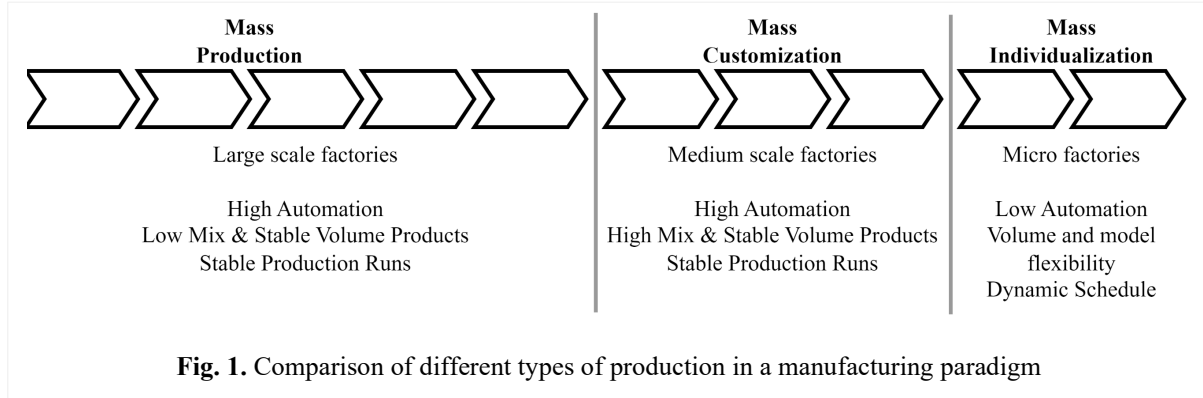 Mass
Production
Large scale factories
High Automation
Low Mix & Stable Volume Products
Stable Production Runs
Mass
Customization
Medium scale factories
High Automation
High Mix & Stable Volume Products
Stable Production Runs
Mass
Individualization
Micro factories
Low Automation
Volume and model
flexibility
Dynamic Schedule
Fig. 1. Comparison of different types of production in a manufacturing paradigm